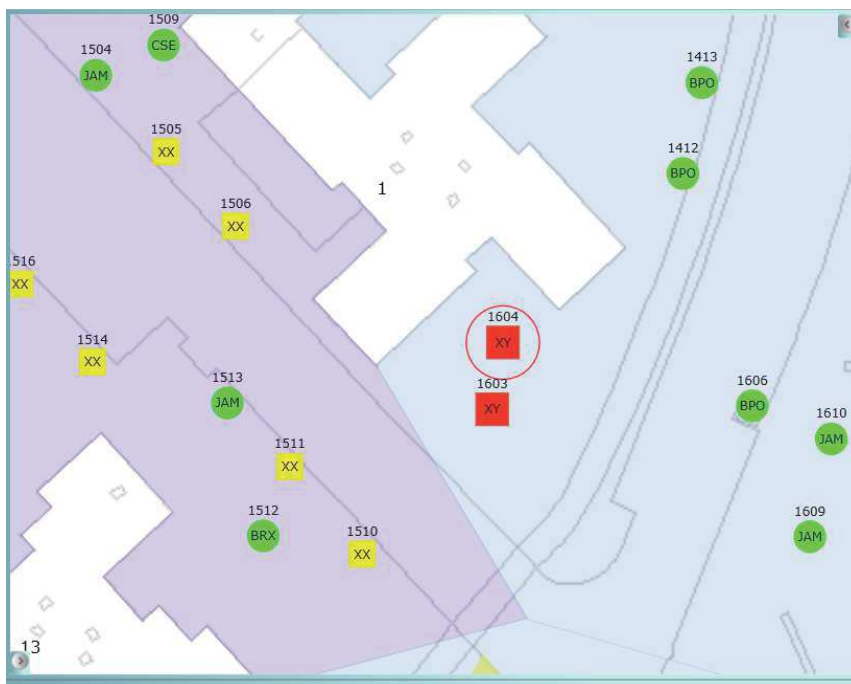 1509
CSE
1504
JAM
1413
BPO
1505
XX
1412
BPO
1
1506
XX
516
XX
1604
XY
1514
XX
1603
XY
1513
JAM
1606
BPO
1610
JAM
1511
XX
1512
BRX
1510
XX
1609
JAM
13